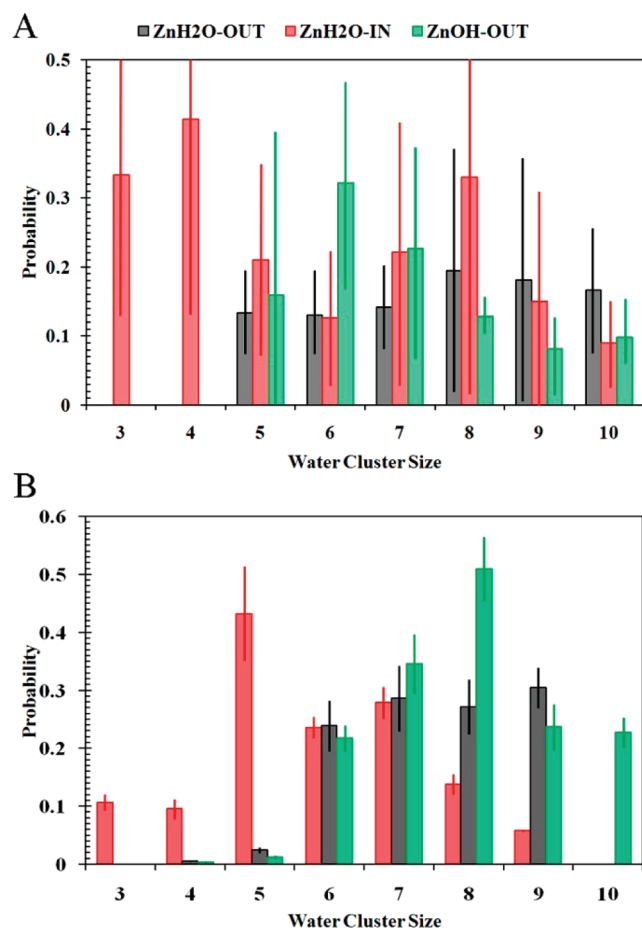 A
ZnH2O-OUT ZnH2O-IN ZnOH-OUT
0.5
0.4
0.3
0.2
0.1
0
Probability
3 4 5 6 7 8 9 10
Water Cluster Size
B
0.6
0.5
0.4
0.3
0.2
0.1
0
Probability
3 4 5 6 7 8 9 10
Water Cluster Size